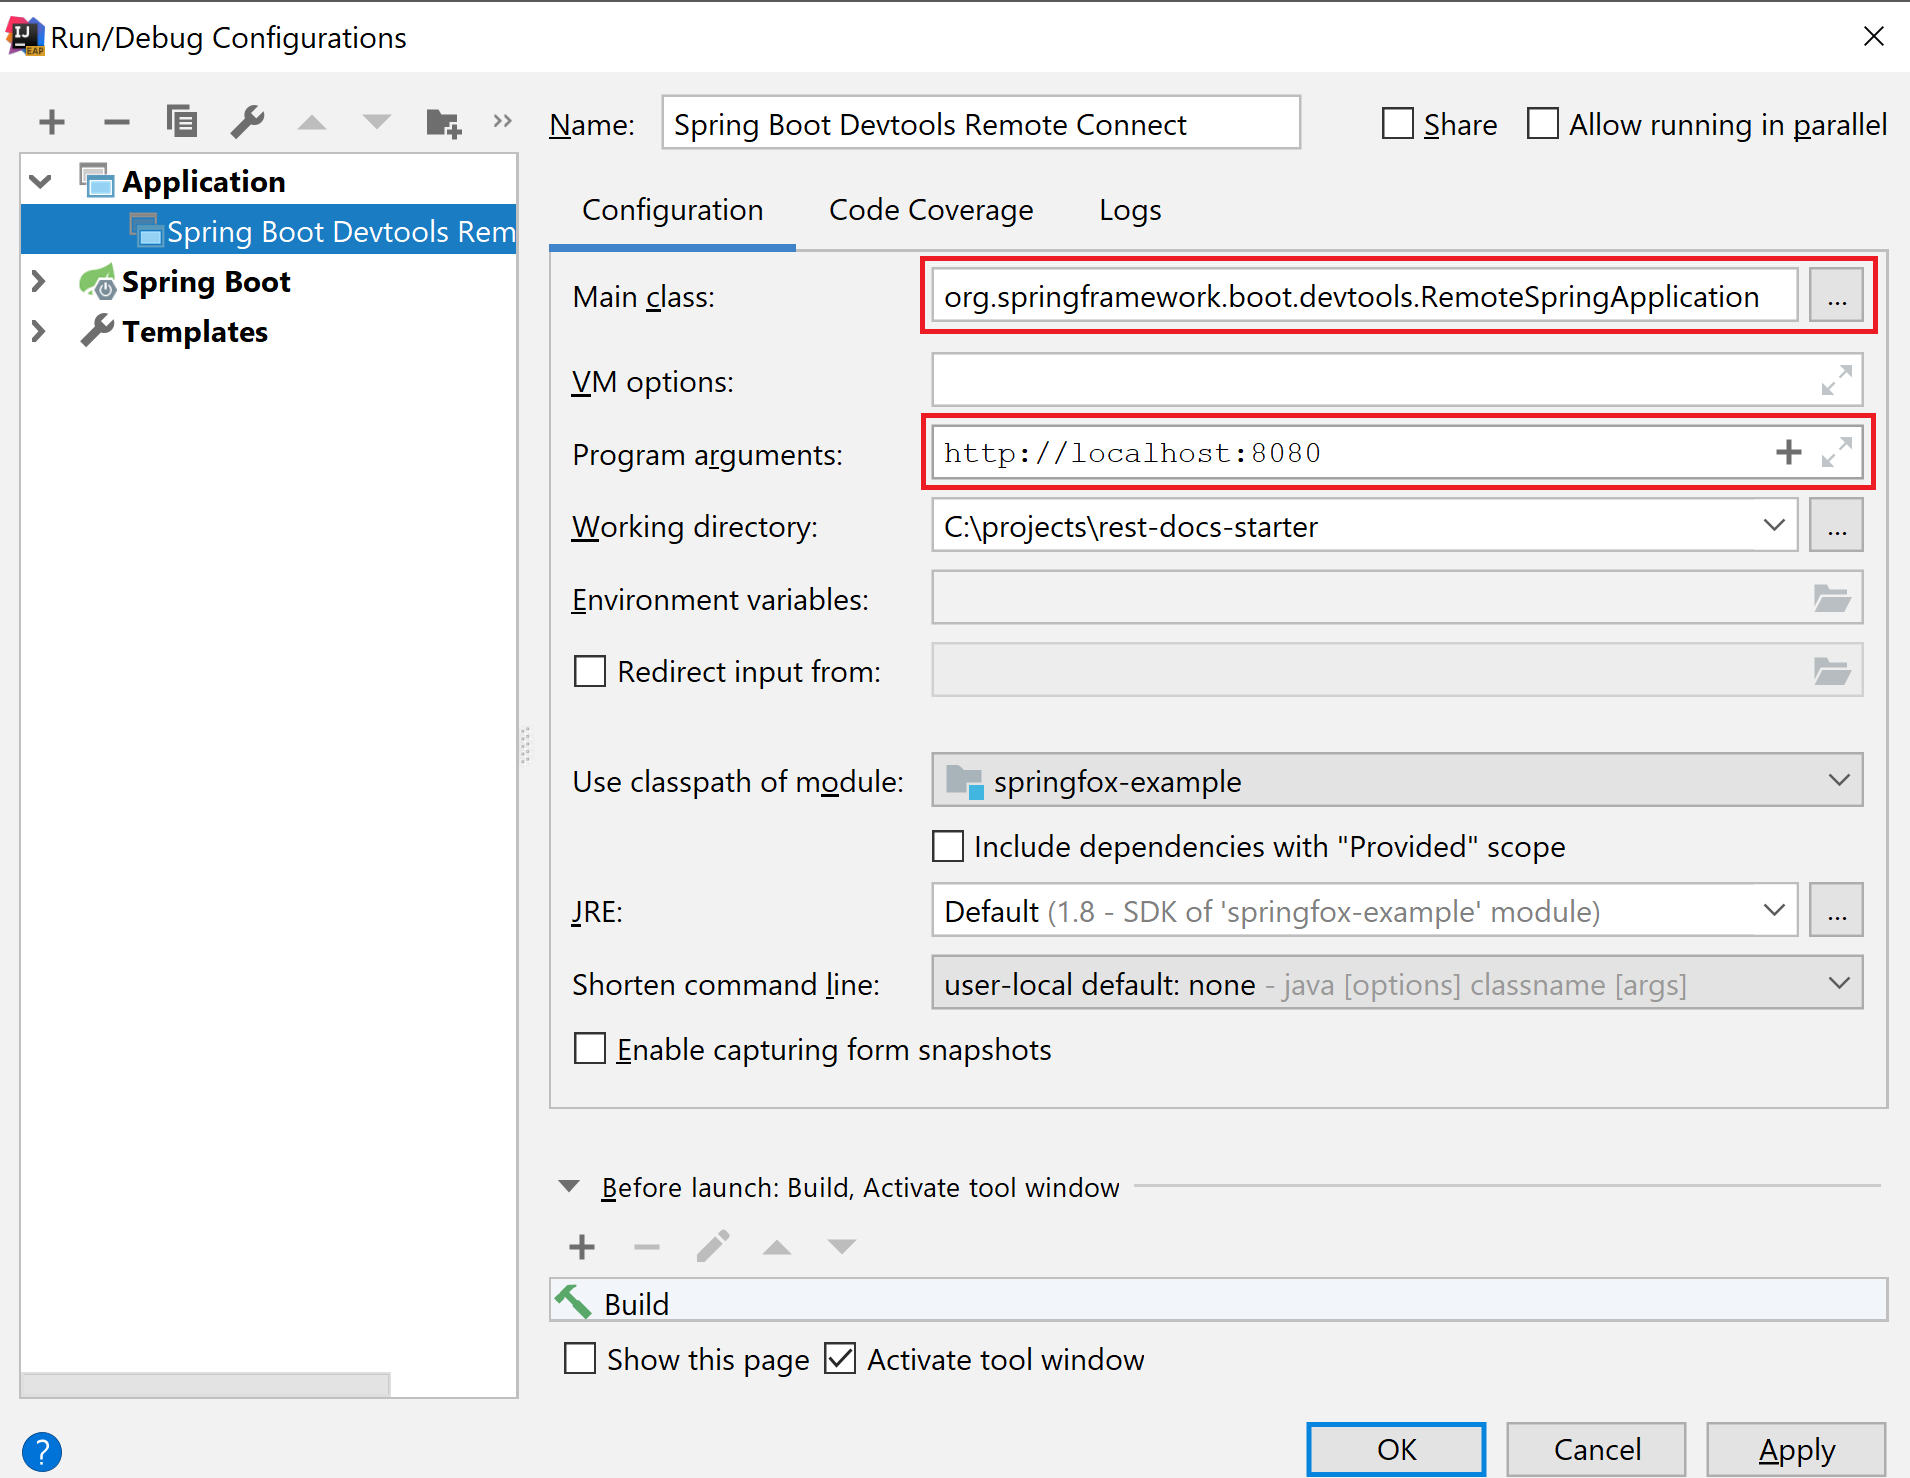 IJ EAP Run/Debug Configurations
Name: Spring Boot Devtools Remote Connect Share Allow running in parallel
Application
Spring Boot Devtools Rem
Spring Boot
Templates
Configuration Code Coverage Logs
Main class: org.springframework.boot.devtools.RemoteSpringApplication ...
VM options:
Program arguments: http://localhost:8080
Working directory: C:\projects\rest-docs-starter ...
Environment variables:
Redirect input from:
Use classpath of module: springfox-example
Include dependencies with "Provided" scope
JRE: Default (1.8 - SDK of 'springfox-example' module) ...
Shorten command line: user-local default: none - java [options] classname [args]
Enable capturing form snapshots
Before launch: Build, Activate tool window
Build
Show this page Activate tool window
? OK Cancel Apply